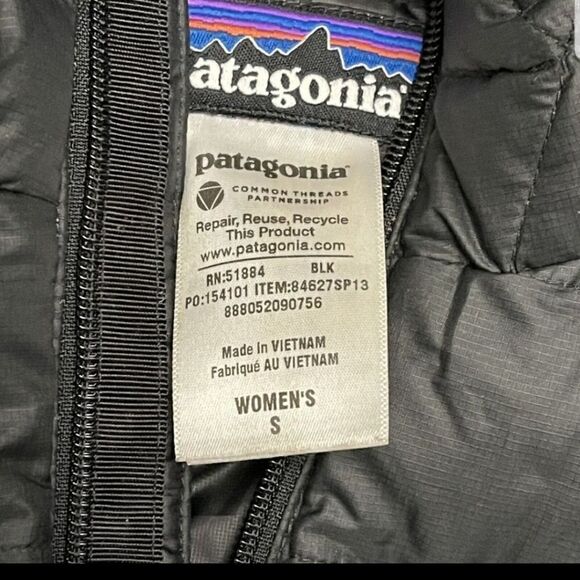 patagonia
patagonia
COMMON THREADS
PARTNERSHIP
Repair, Reuse, Recycle
This Product
www.patagonia.com
RN:51884 BLK
PO:154101 ITEM:84627SP13
888052090756
Made in VIETNAM
Fabriqué AU VIETNAM
WOMEN'S
S